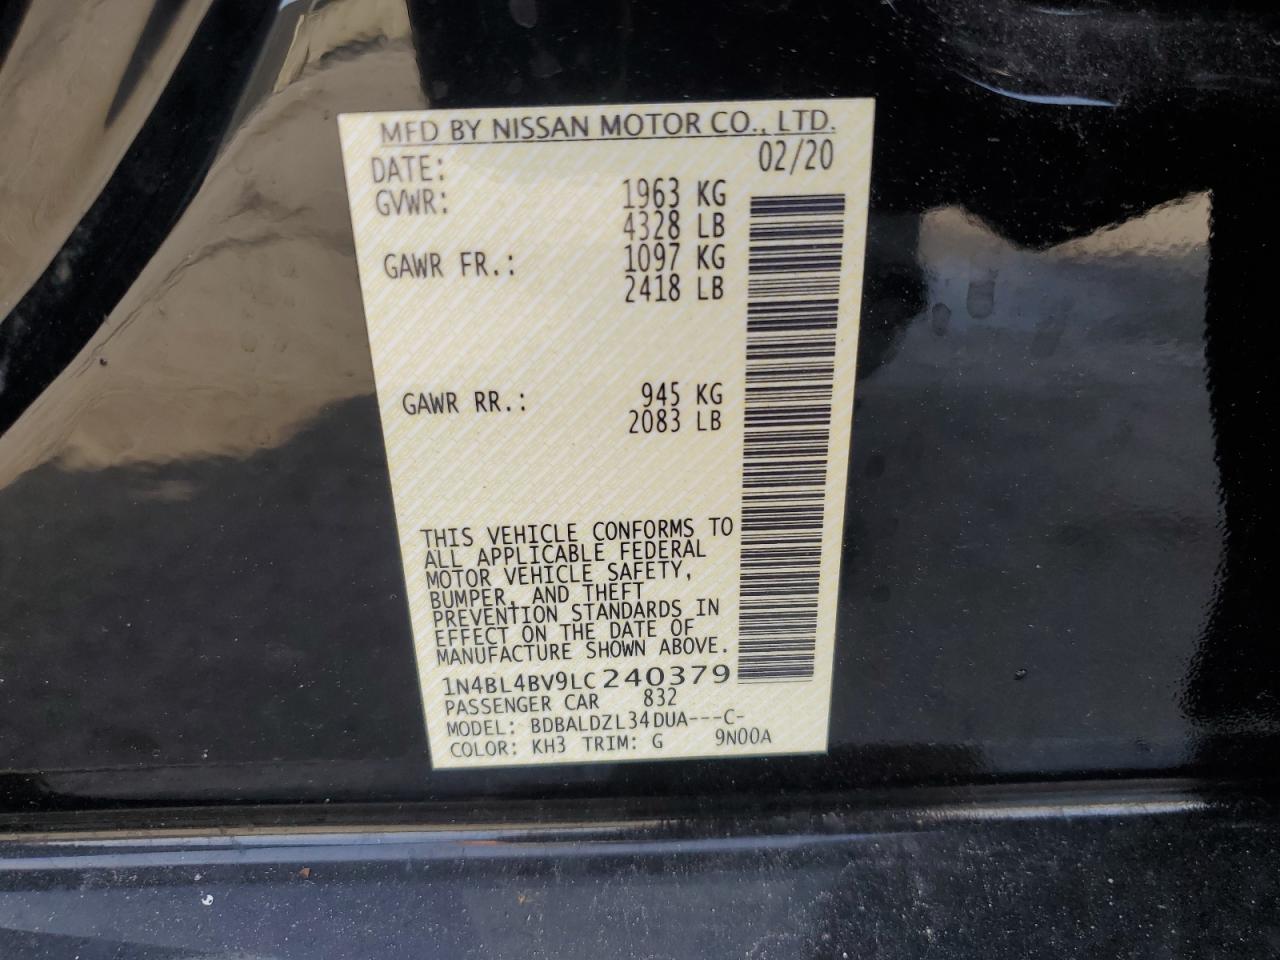 MFD BY NISSAN MOTOR CO., LTD.
DATE: 02/20
GVWR: 1963 KG
4328 LB
GAWR FR.: 1097 KG
2418 LB
GAWR RR.: 945 KG
2083 LB
THIS VEHICLE CONFORMS TO
ALL APPLICABLE FEDERAL
MOTOR VEHICLE SAFETY,
BUMPER, AND THEFT
PREVENTION STANDARDS IN
EFFECT ON THE DATE OF
MANUFACTURE SHOWN ABOVE.
1N4BL4BV9LC240379
PASSENGER CAR 832
MODEL: BDBALDZL34DUA---C-
COLOR: KH3 TRIM: G 9N00A